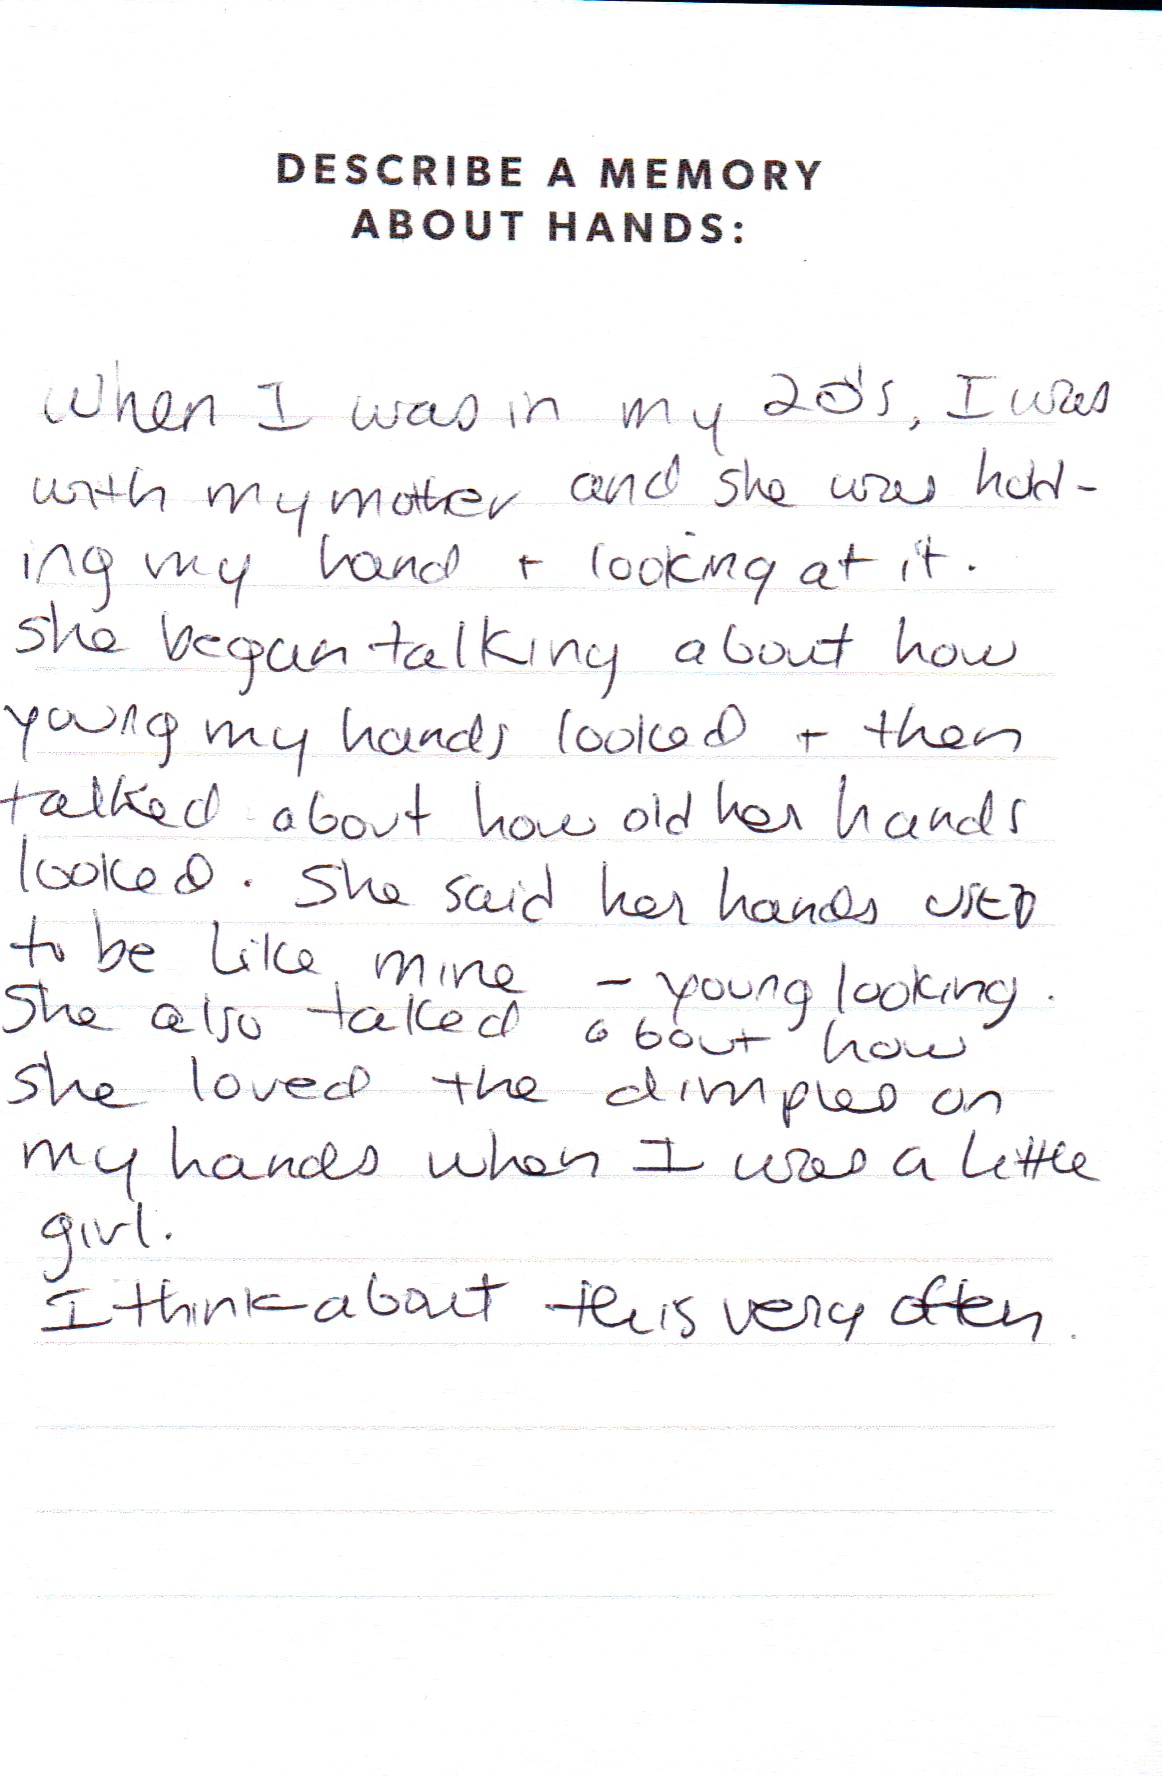 DESCRIBE A MEMORY
ABOUT HANDS:
When I was in my 20's, I was
with my mother and she was hold-
ing my hand + looking at it.
She began talking about how
young my hands looked + then
talked about how old her hands
looked. She said her hands used
to be like mine - young looking.
She also talked about how
she loved the dimples on
my hands when I was a little
girl.
I think about this very often.